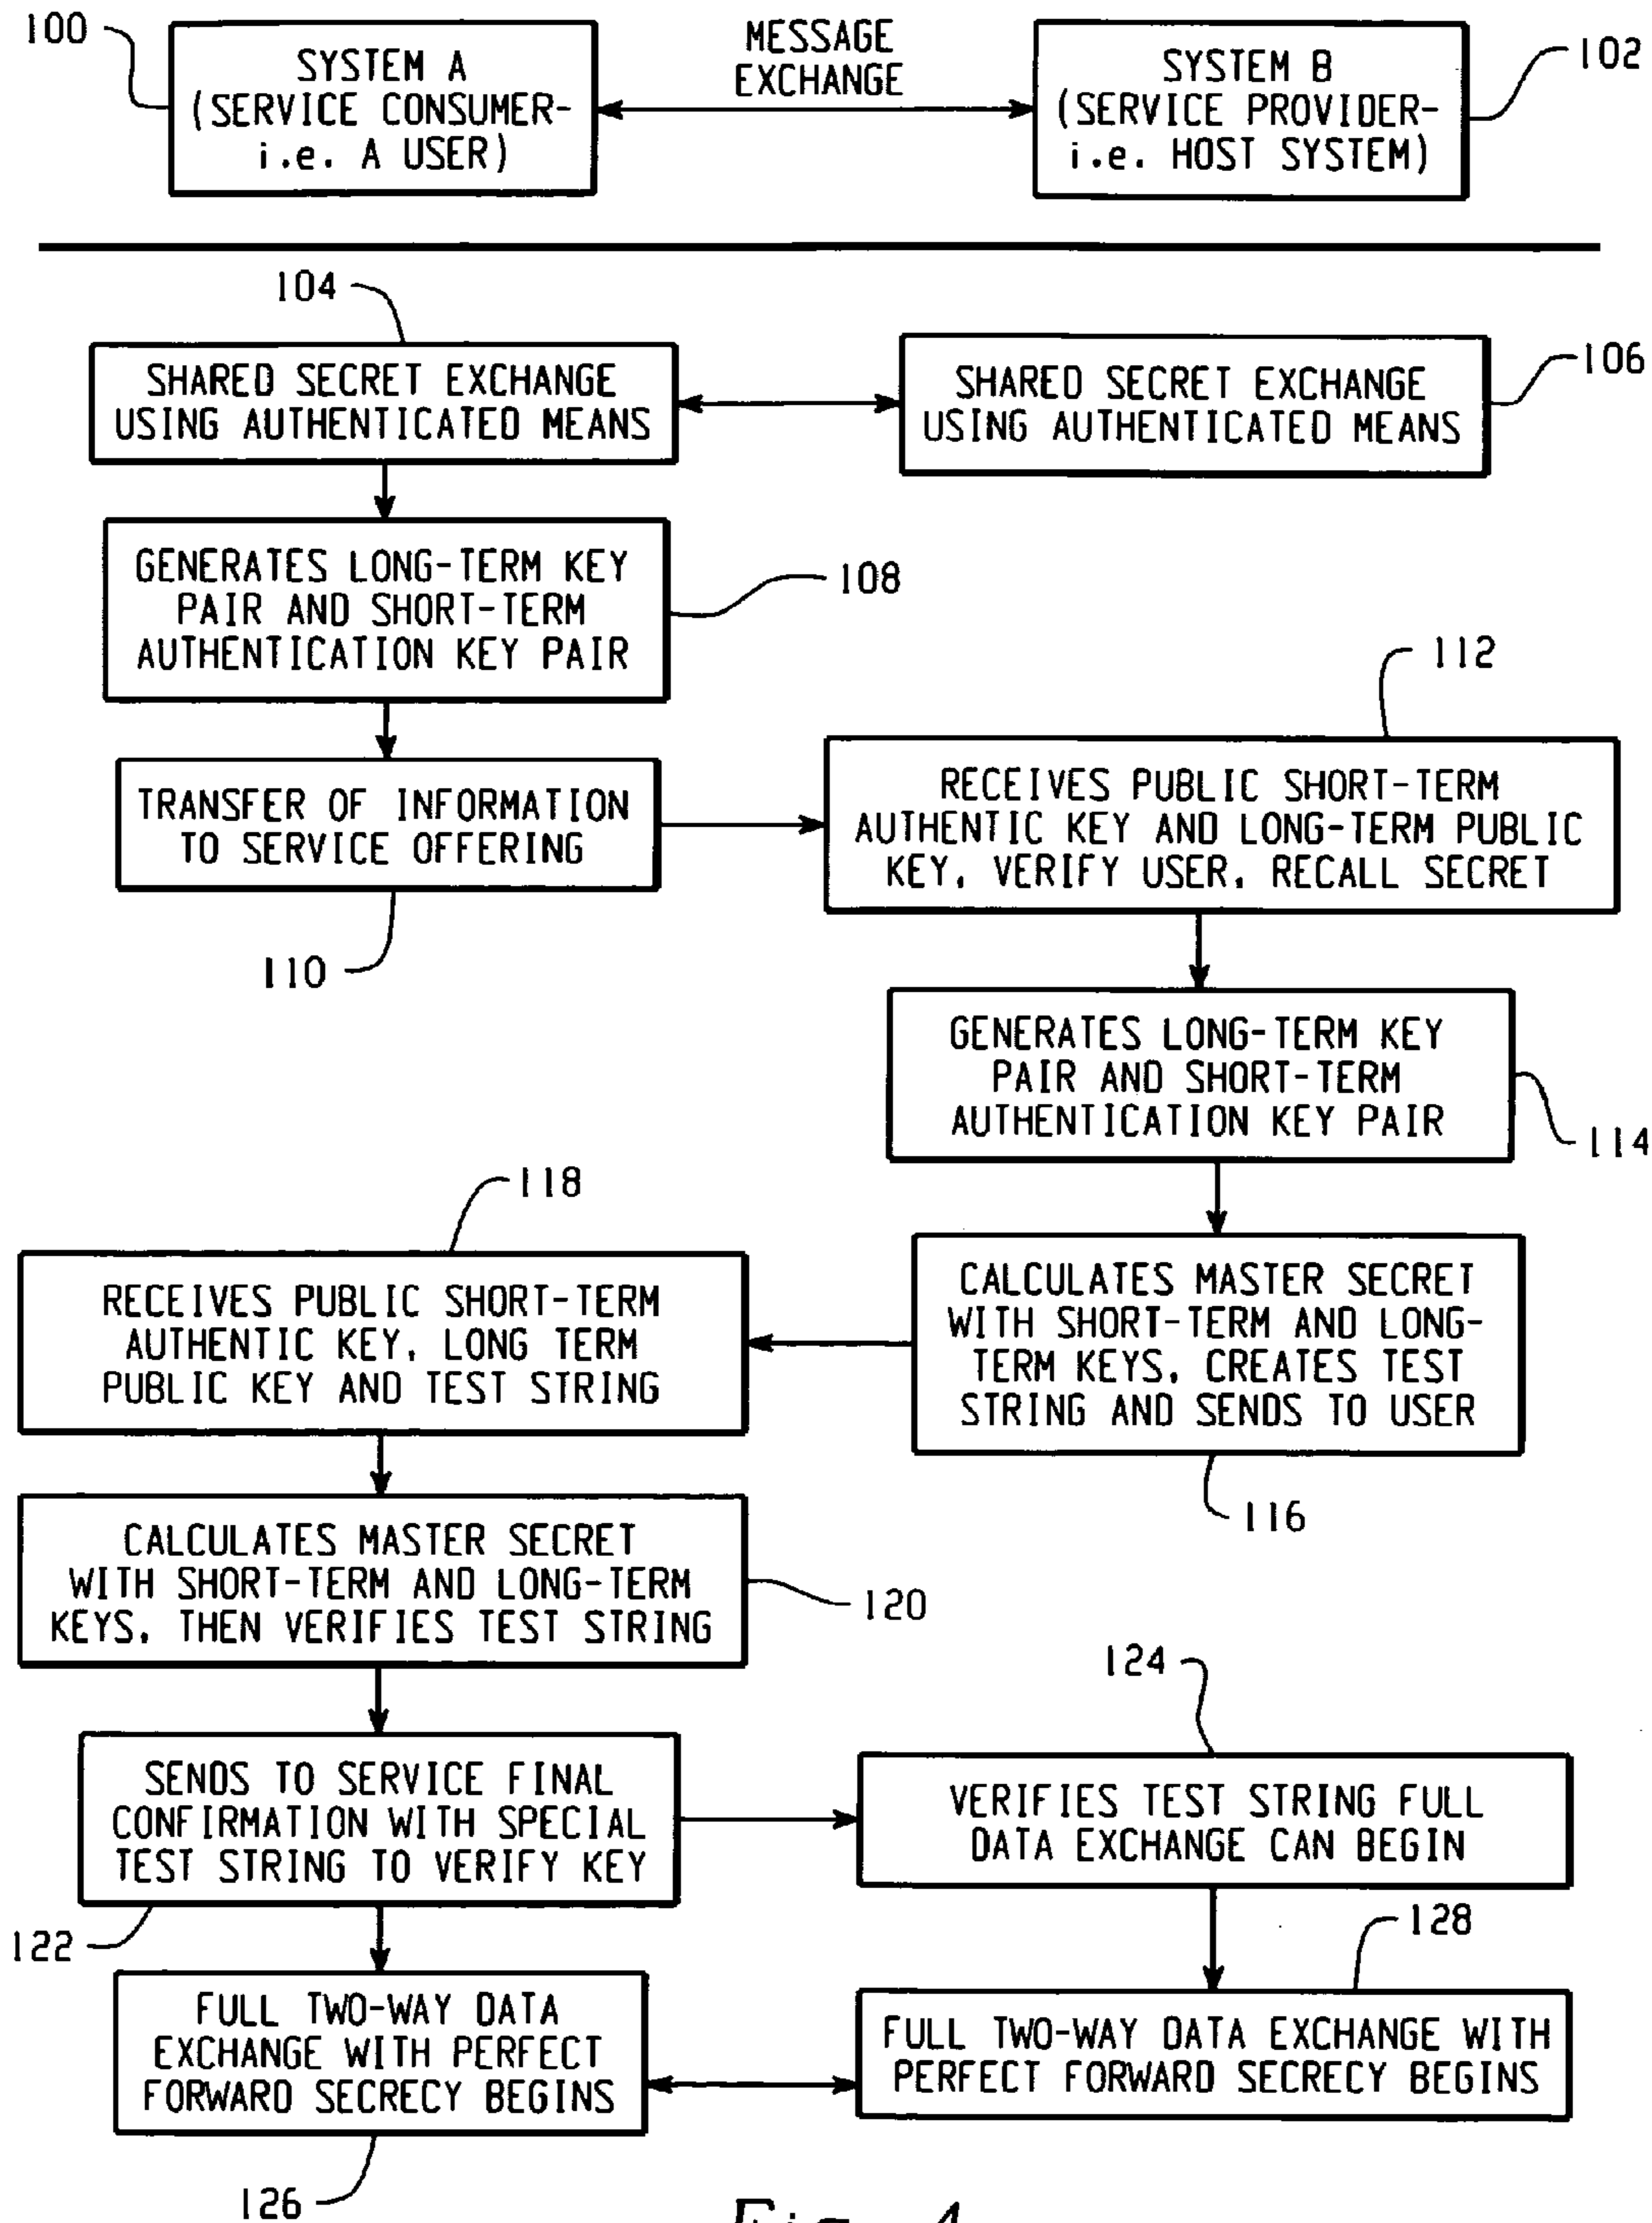 100
SYSTEM A
(SERVICE CONSUMER-
i.e. A USER)
MESSAGE
EXCHANGE
SYSTEM B
(SERVICE PROVIDER-
i.e. HOST SYSTEM)
102
104
SHARED SECRET EXCHANGE
USING AUTHENTICATED MEANS
SHARED SECRET EXCHANGE
USING AUTHENTICATED MEANS
106
GENERATES LONG-TERM KEY
PAIR AND SHORT-TERM
AUTHENTICATION KEY PAIR
108
TRANSFER OF INFORMATION
TO SERVICE OFFERING
110
112
RECEIVES PUBLIC SHORT-TERM
AUTHENTIC KEY AND LONG-TERM PUBLIC
KEY, VERIFY USER, RECALL SECRET
GENERATES LONG-TERM KEY
PAIR AND SHORT-TERM
AUTHENTICATION KEY PAIR
114
CALCULATES MASTER SECRET
WITH SHORT-TERM AND LONG-
TERM KEYS, CREATES TEST
STRING AND SENDS TO USER
116
118
RECEIVES PUBLIC SHORT-TERM
AUTHENTIC KEY, LONG TERM
PUBLIC KEY AND TEST STRING
CALCULATES MASTER SECRET
WITH SHORT-TERM AND LONG-TERM
KEYS, THEN VERIFIES TEST STRING
120
SENDS TO SERVICE FINAL
CONFIRMATION WITH SPECIAL
TEST STRING TO VERIFY KEY
122
124
VERIFIES TEST STRING FULL
DATA EXCHANGE CAN BEGIN
FULL TWO-WAY DATA
EXCHANGE WITH PERFECT
FORWARD SECRECY BEGINS
126
128
FULL TWO-WAY DATA EXCHANGE WITH
PERFECT FORWARD SECRECY BEGINS